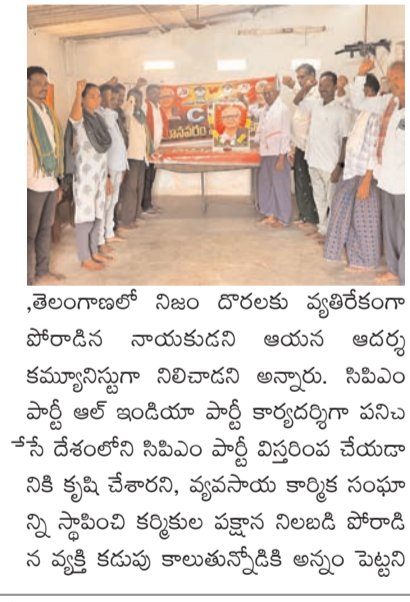 ,తెలంగాణలో నిజం దొరలకు వ్యతిరేకంగా
పోరాడిన నాయకుడని ఆయన ఆదర్శ
కమ్యూనిస్టుగా నిలిచాడని అన్నారు. సిపిఎం
పార్టీ ఆల్ ఇండియా పార్టీ కార్యదర్శిగా పనిచ
ేసే దేశంలోని సిపిఎం పార్టీ విస్తరింప చేయడా
నికి కృషి చేశారని, వ్యవసాయ కార్మిక సంఘా
న్ని స్థాపించి కర్మికుల పక్షాన నిలబడి పోరాడి
న వ్యక్తి కడుపు కాలుతున్నోడికి అన్నం పెట్టని